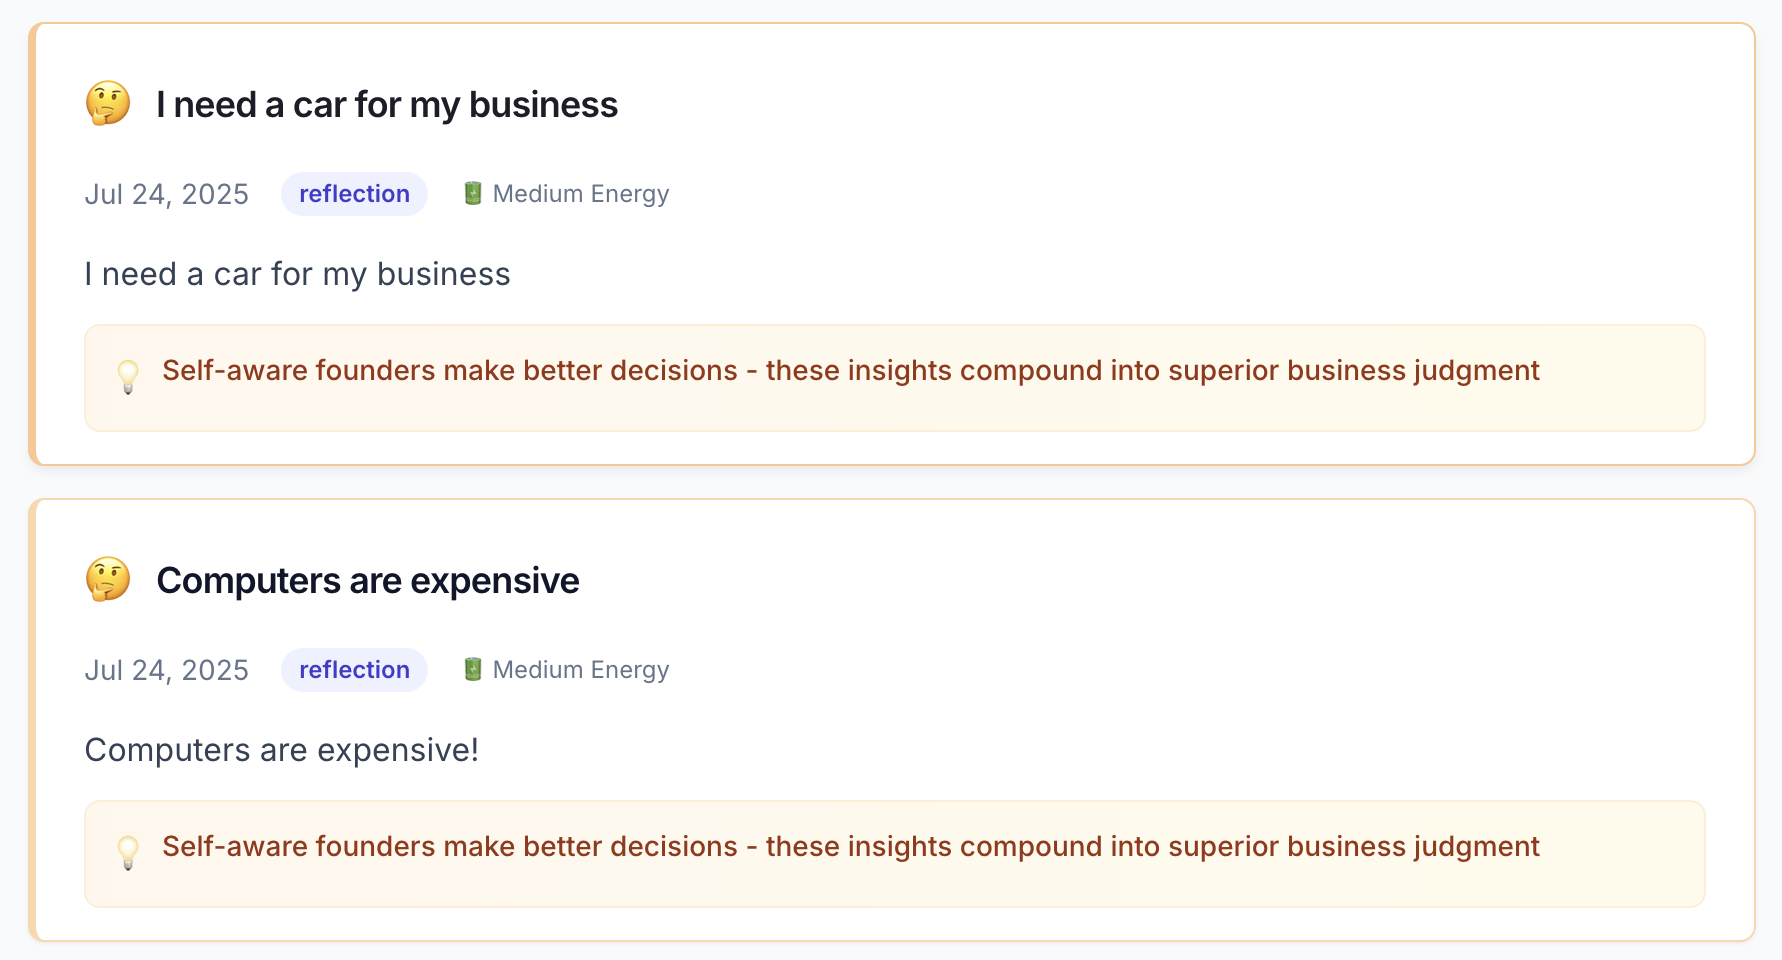 I need a car for my business
Jul 24, 2025 reflection Medium Energy
I need a car for my business
Self-aware founders make better decisions - these insights compound into superior business judgment
Computers are expensive
Jul 24, 2025 reflection Medium Energy
Computers are expensive!
Self-aware founders make better decisions - these insights compound into superior business judgment